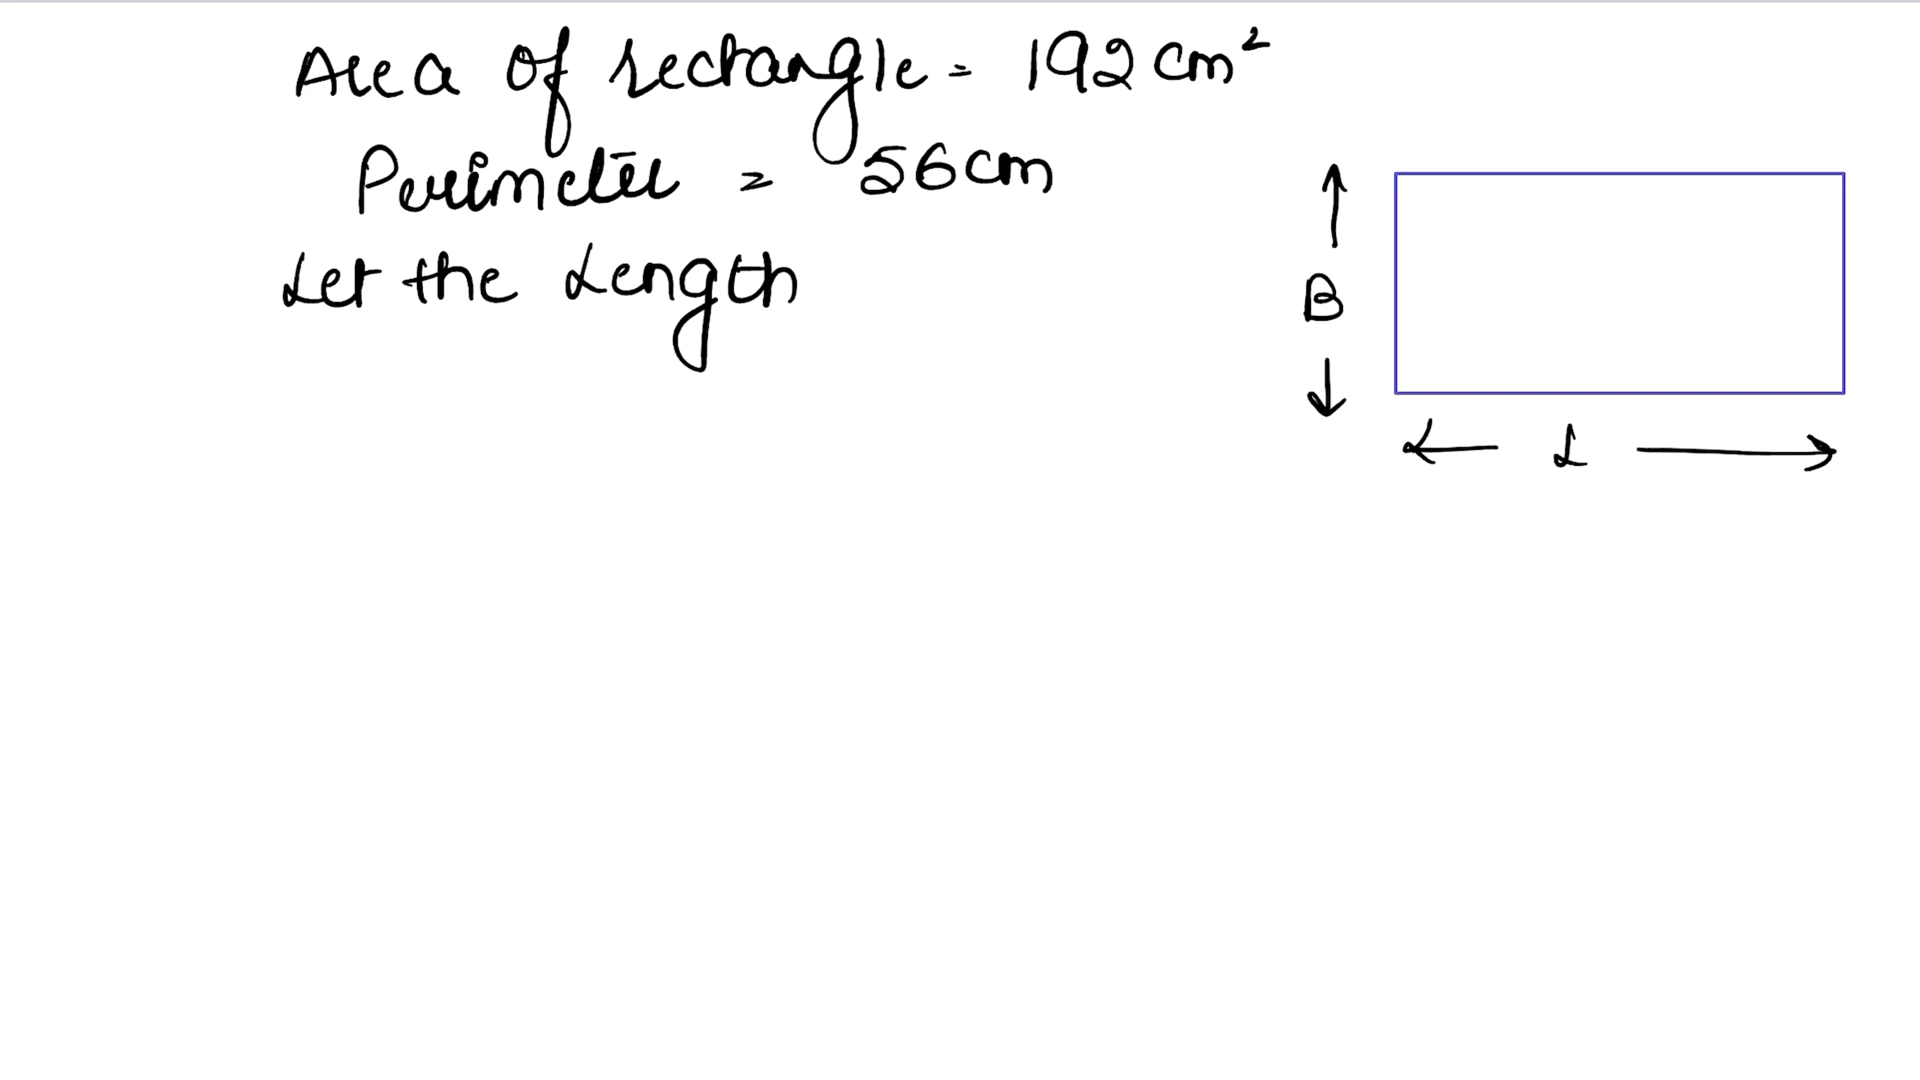 Area of rectangle = 192 cm²
Perimeter = 56cm
Let the Length
B
L